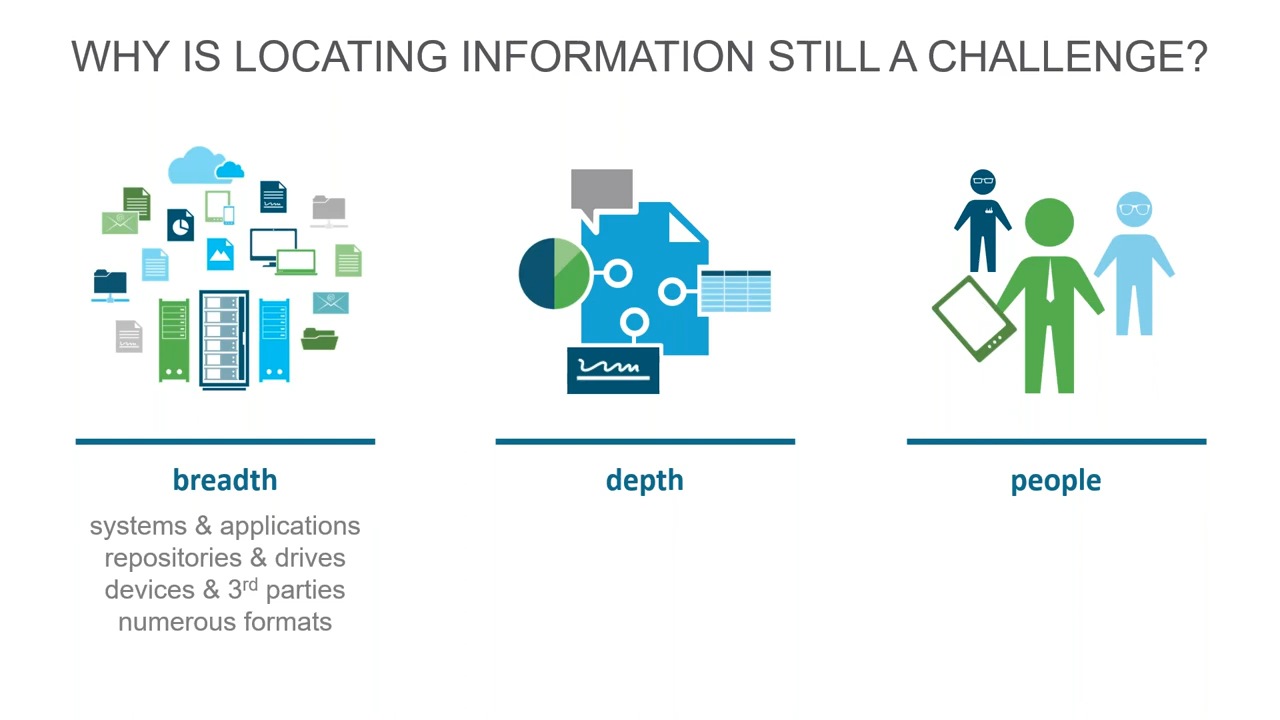 WHY IS LOCATING INFORMATION STILL A CHALLENGE?
breadth
systems & applications
repositories & drives
devices & 3rd parties
numerous formats
depth
people